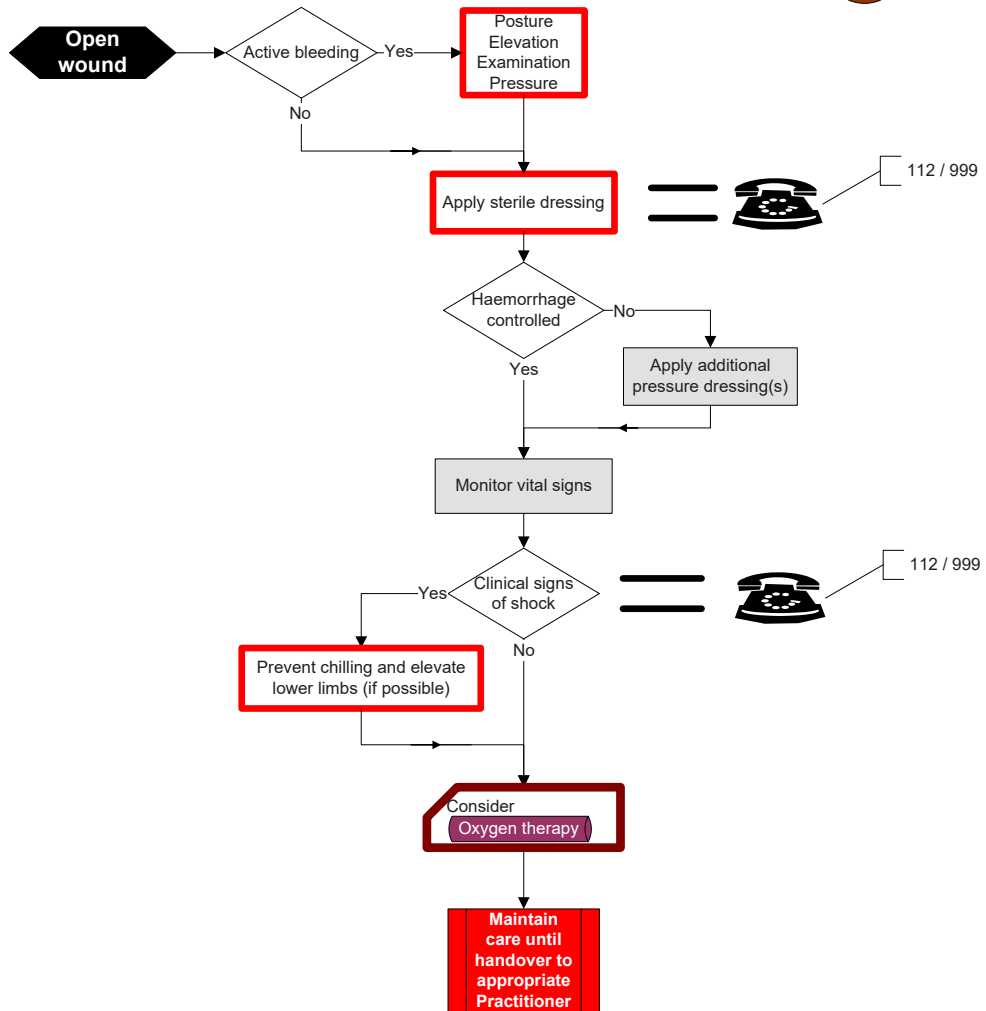 Open
wound
Active bleeding
Yes
Posture
Elevation
Examination
Pressure
No
Apply sterile dressing
112 / 999
Haemorrhage
controlled
No
Yes
Apply additional
pressure dressing(s)
Monitor vital signs
Clinical signs
of shock
112 / 999
Yes
No
Prevent chilling and elevate
lower limbs (if possible)
Consider
Oxygen therapy
Maintain
care until
handover to
appropriate
Practitioner